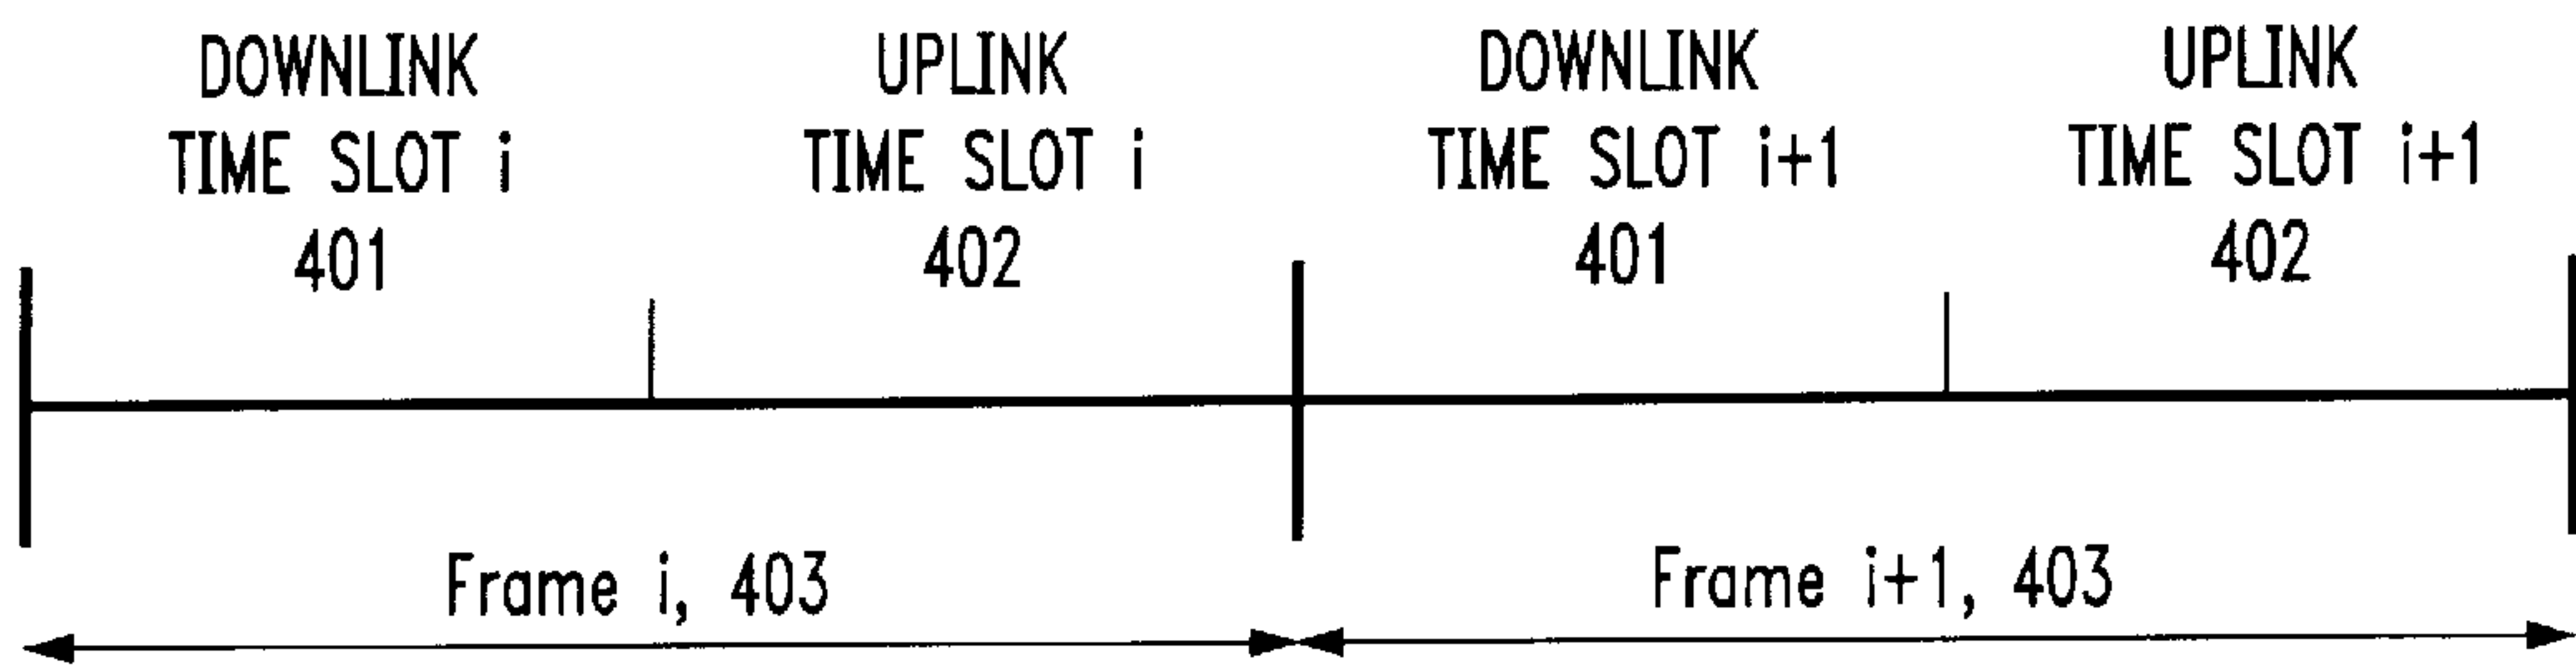 DOWNLINK
TIME SLOT i
401
UPLINK
TIME SLOT i
402
DOWNLINK
TIME SLOT i+1
401
UPLINK
TIME SLOT i+1
402
Frame i, 403
Frame i+1, 403